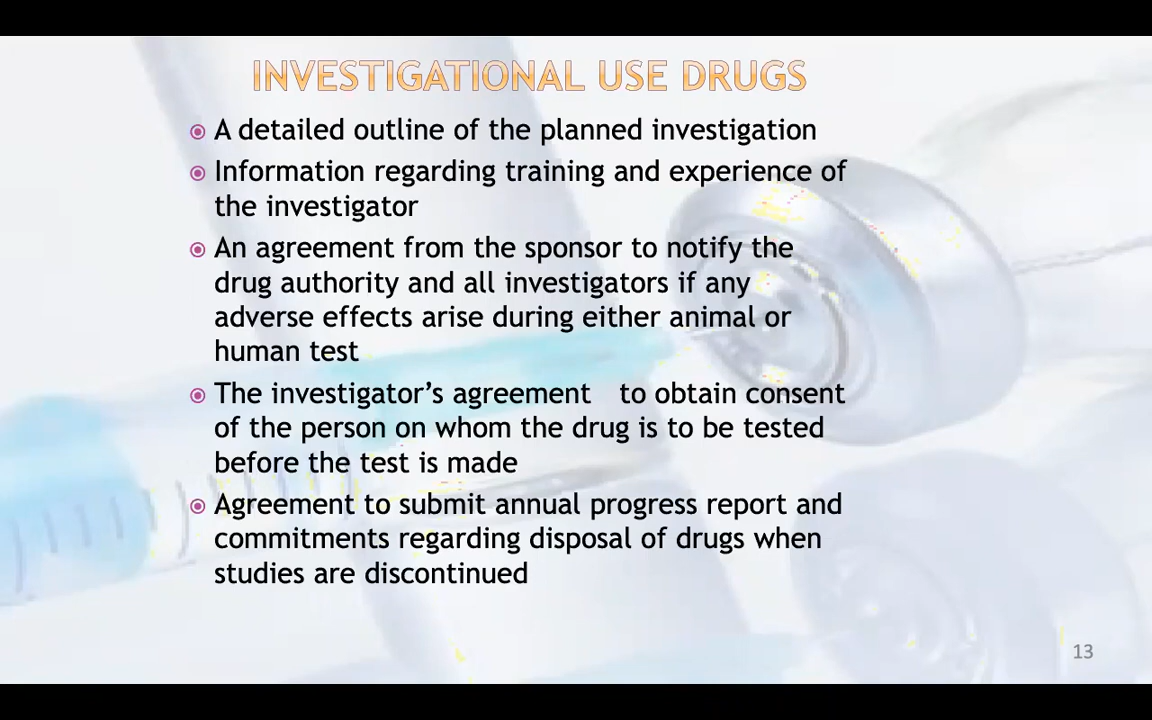 INVESTIGATIONAL USE DRUGS
A detailed outline of the planned investigation
Information regarding training and experience of
the investigator
An agreement from the sponsor to notify the
drug authority and all investigators if any
adverse effects arise during either animal or
human test
The investigator’s agreement to obtain consent
of the person on whom the drug is to be tested
before the test is made
Agreement to submit annual progress report and
commitments regarding disposal of drugs when
studies are discontinued
13